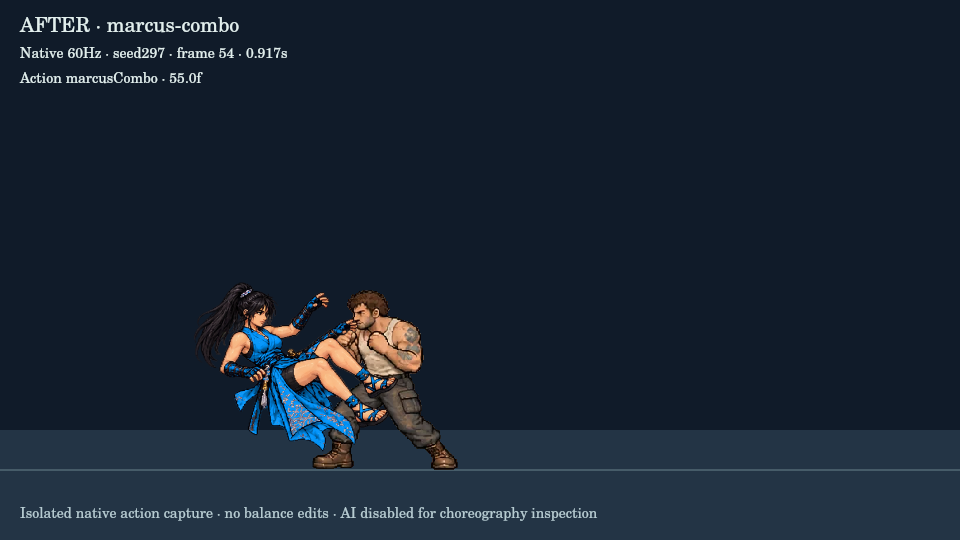 AFTER · marcus-combo
Native 60Hz · seed297 · frame 54 · 0.917s
Action marcusCombo · 55.0f
Isolated native action capture · no balance edits · AI disabled for choreography inspection